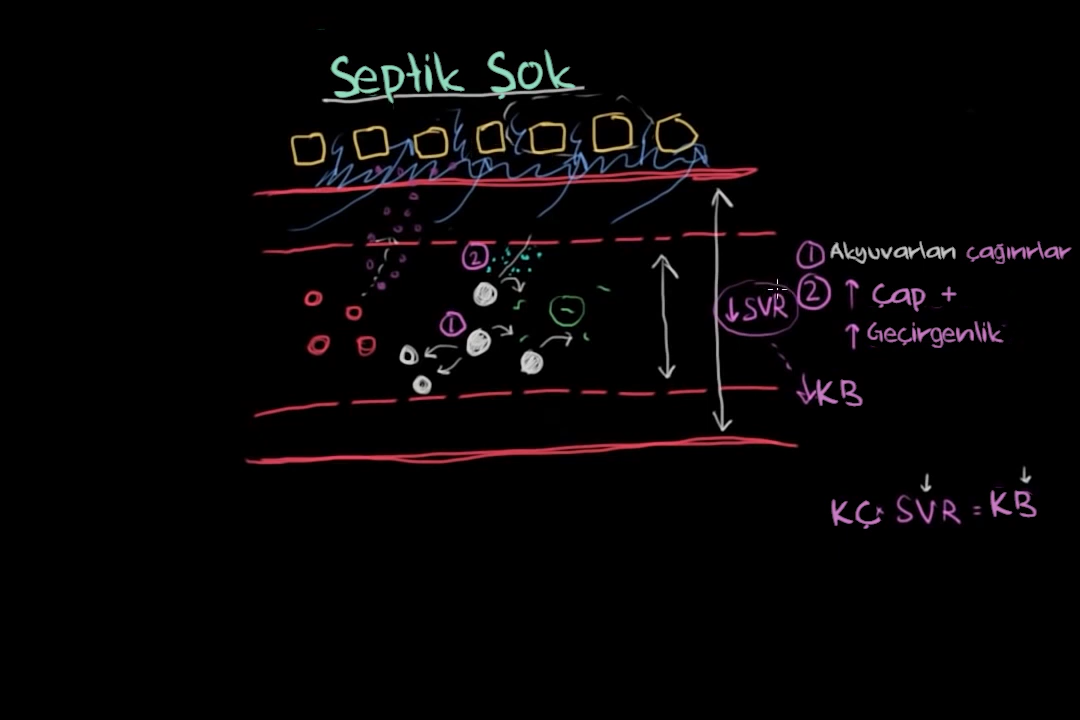 Septik Şok
2
1
-
↓SVR
1 Akyuvarları çağırırlar
2 ↑ Çap +
↑ Geçirgenlik
↓KB
KÇ x SVR = KB